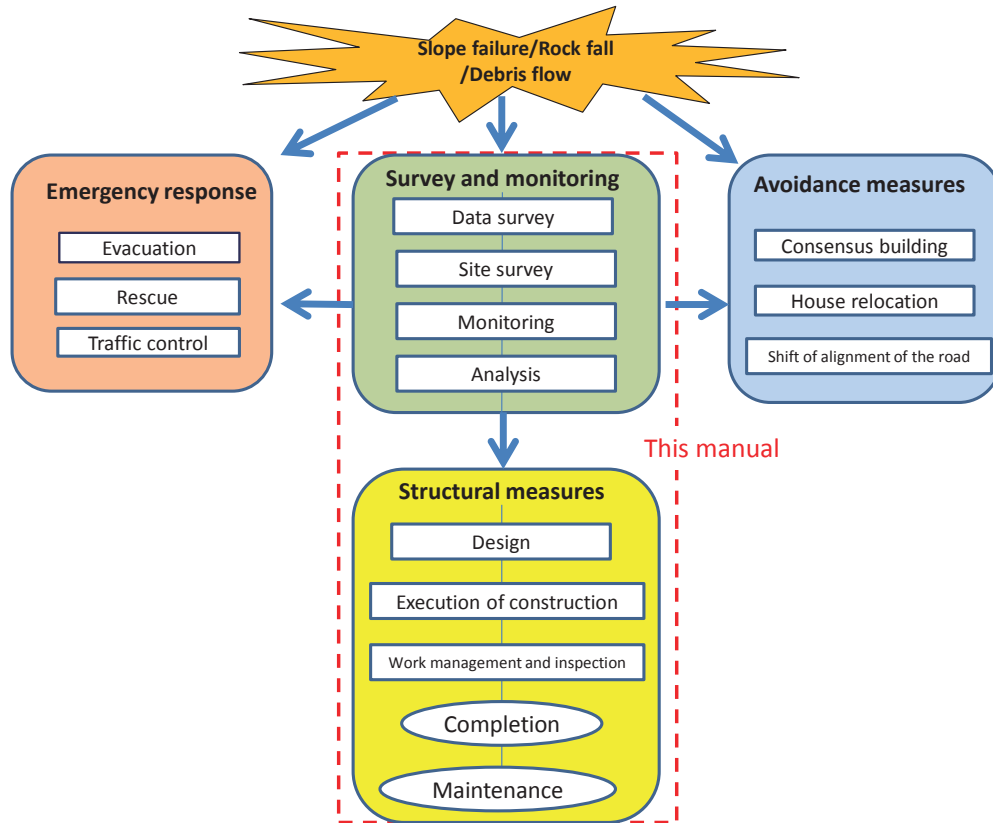 Slope failure/Rock fall
/Debris flow
Emergency response
Evacuation
Rescue
Traffic control
Survey and monitoring
Data survey
Site survey
Monitoring
Analysis
Avoidance measures
Consensus building
House relocation
Shift of alignment of the road
This manual
Structural measures
Design
Execution of construction
Work management and inspection
Completion
Maintenance